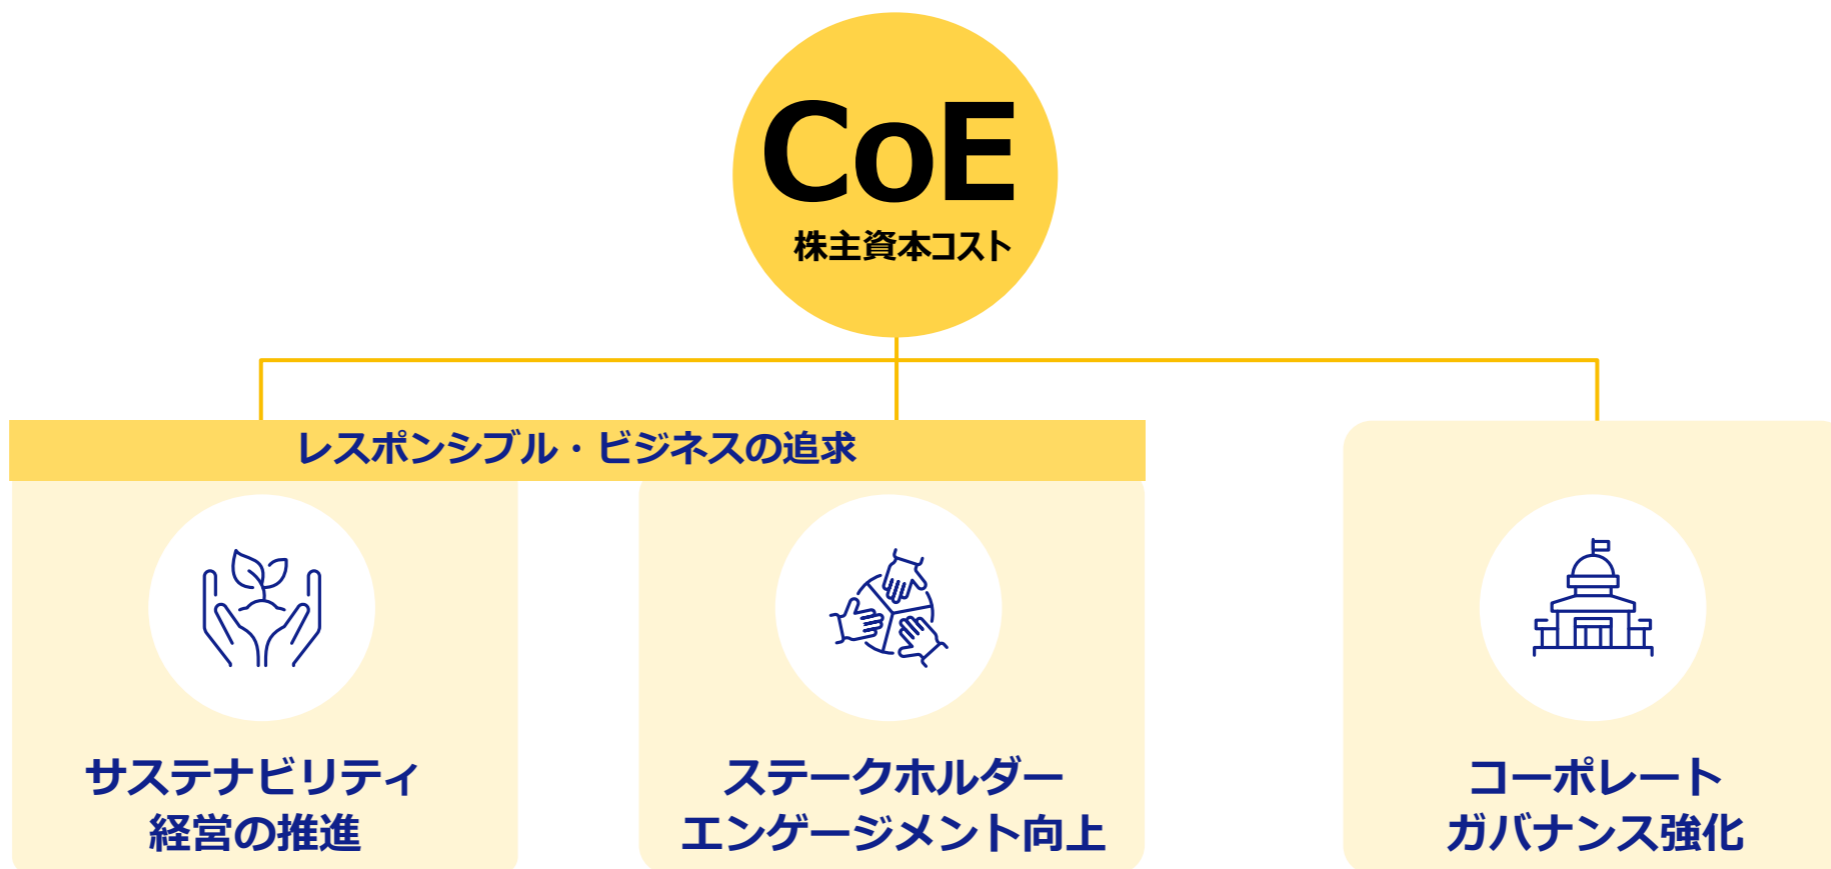 CoE
株主資本コスト
レスポンシブル・ビジネスの追求
サステナビリティ
経営の推進
ステークホルダー
エンゲージメント向上
コーポレート
ガバナンス強化